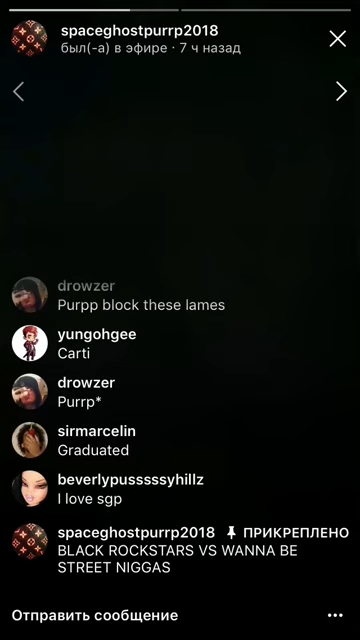 spaceghostpurrp2018
был(-а) в эфире · 7 ч назад
drowzer
Purpp block these lames
yungohgee
Carti
drowzer
Purrp*
sirmarcelin
Graduated
beverlypusssssyhillz
I love sgp
spaceghostpurrp2018 ПРИКРЕПЛЕНО
BLACK ROCKSTARS VS WANNA BE
STREET NIGGAS
Отправить сообщение